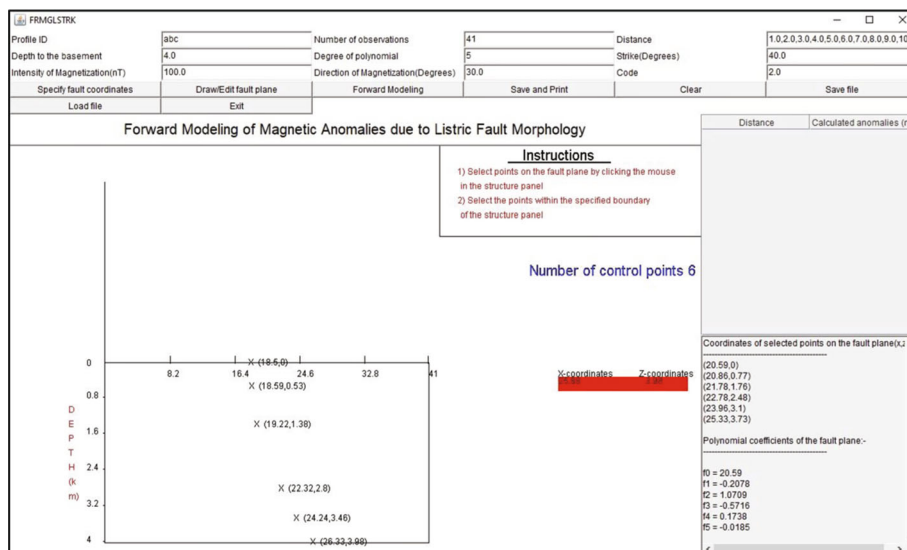 FRMGLSTRK
Profile ID abc Number of observations 41 Distance 1.0,2.0,3.0,4.0,5.0,6.0,7.0,8.0,9.0,10
Depth to the basement 4.0 Degree of polynomial 5 Strike(Degrees) 40.0
Intensity of Magnetization(nT) 100.0 Direction of Magnetization(Degrees) 30.0 Code 2.0
Specify fault coordinates Draw/Edit fault plane Forward Modeling Save and Print Clear Save file
Load file Exit
Forward Modeling of Magnetic Anomalies due to Listric Fault Morphology
Distance Calculated anomalies (n
Instructions
1) Select points on the fault plane by clicking the mouse
in the structure panel
2) Select the points within the specified boundary
of the structure panel
Number of control points 6
0 8.2 16.4 24.6 32.8 41
X (18.5,0)
X (18.59,0.53)
0.8
X (19.22,1.38)
1.6
2.4
X (22.32,2.8)
3.2
X (24.24,3.46)
4
X (26.33,3.98)
DEPTH(km)
X-coordinates Z-coordinates
Coordinates of selected points on the fault plane(x,z
(20.59,0)
(20.86,0.77)
(21.78,1.76)
(22.78,2.48)
(23.96,3.1)
(25.33,3.73)
Polynomial coefficients of the fault plane:-
f0 = 20.59
f1 = -0.2078
f2 = 1.0709
f3 = -0.5716
f4 = 0.1738
f5 = -0.0185